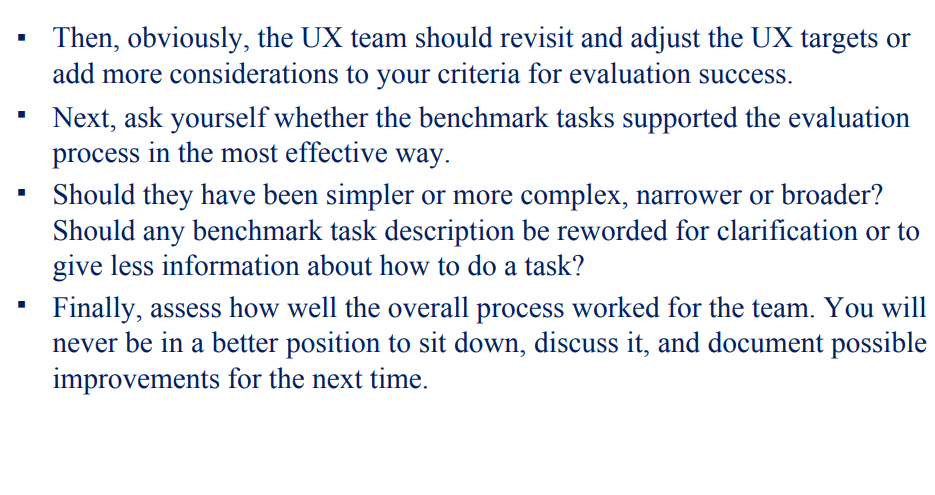 ▪ Then, obviously, the UX team should revisit and adjust the UX targets or
add more considerations to your criteria for evaluation success.
▪ Next, ask yourself whether the benchmark tasks supported the evaluation
process in the most effective way.
▪ Should they have been simpler or more complex, narrower or broader?
Should any benchmark task description be reworded for clarification or to
give less information about how to do a task?
▪ Finally, assess how well the overall process worked for the team. You will
never be in a better position to sit down, discuss it, and document possible
improvements for the next time.